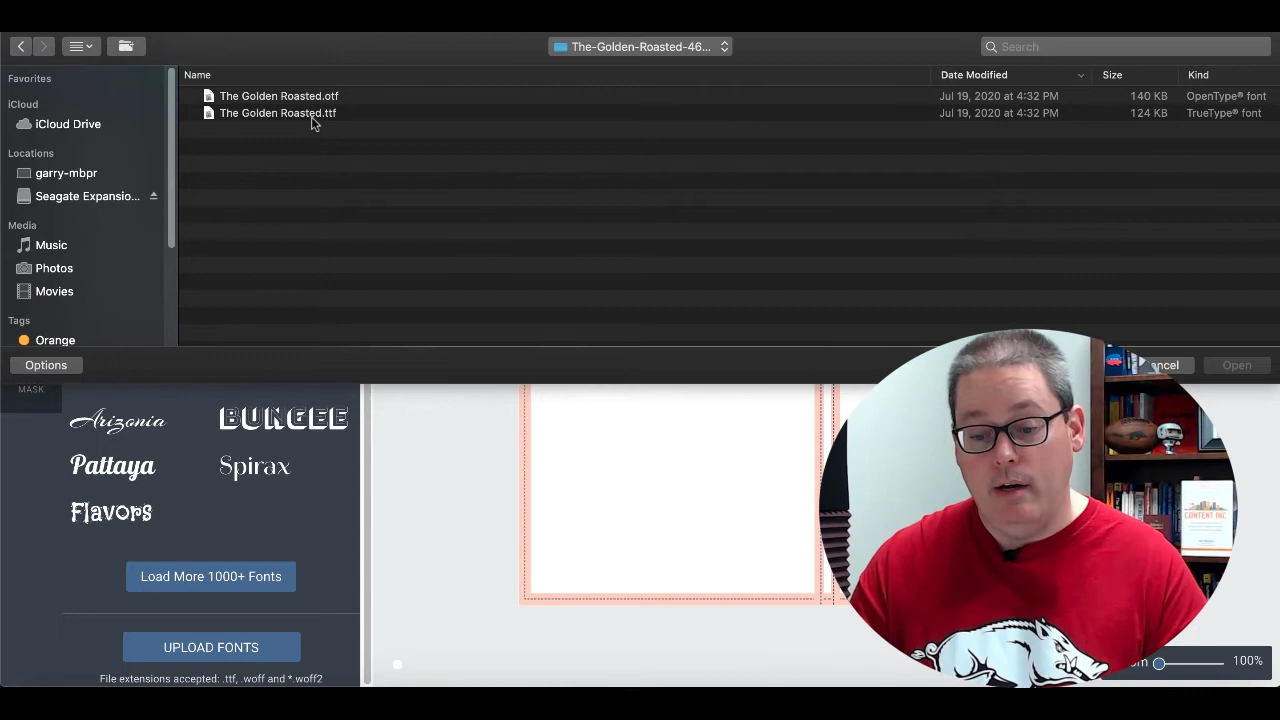 The-Golden-Roasted-46...
Search
Favorites
Name
Date Modified
Size
Kind
iCloud
iCloud Drive
The Golden Roasted.otf
Jul 19, 2020 at 4:32 PM
140 KB
OpenType® font
The Golden Roasted.ttf
Jul 19, 2020 at 4:32 PM
124 KB
TrueType® font
Locations
garry-mbpr
Seagate Expansio...
Media
Music
Photos
Movies
Tags
Orange
Options
ancel
Open
MASK
Arizonia
BUNGEE
Pattaya
Spirax
Flavors
Load More 1000+ Fonts
UPLOAD FONTS
File extensions accepted: .ttf, .woff and *.woff2
CONTENT INC.
100%